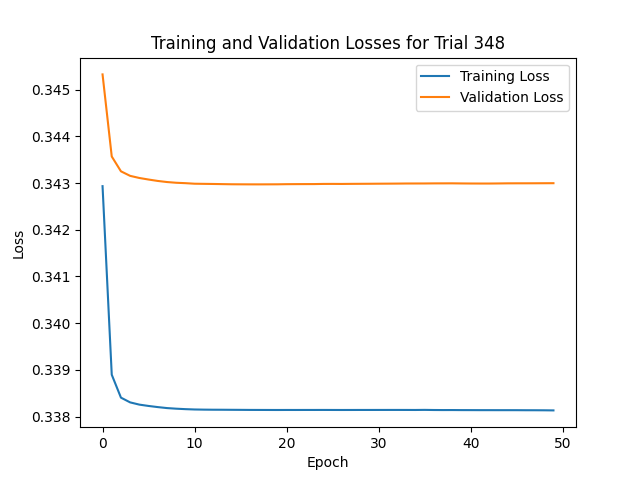 Training and Validation Losses for Trial 348
Training Loss
Validation Loss
Loss
0.345
0.344
0.343
0.342
0.341
0.340
0.339
0.338
0 10 20 30 40 50
Epoch